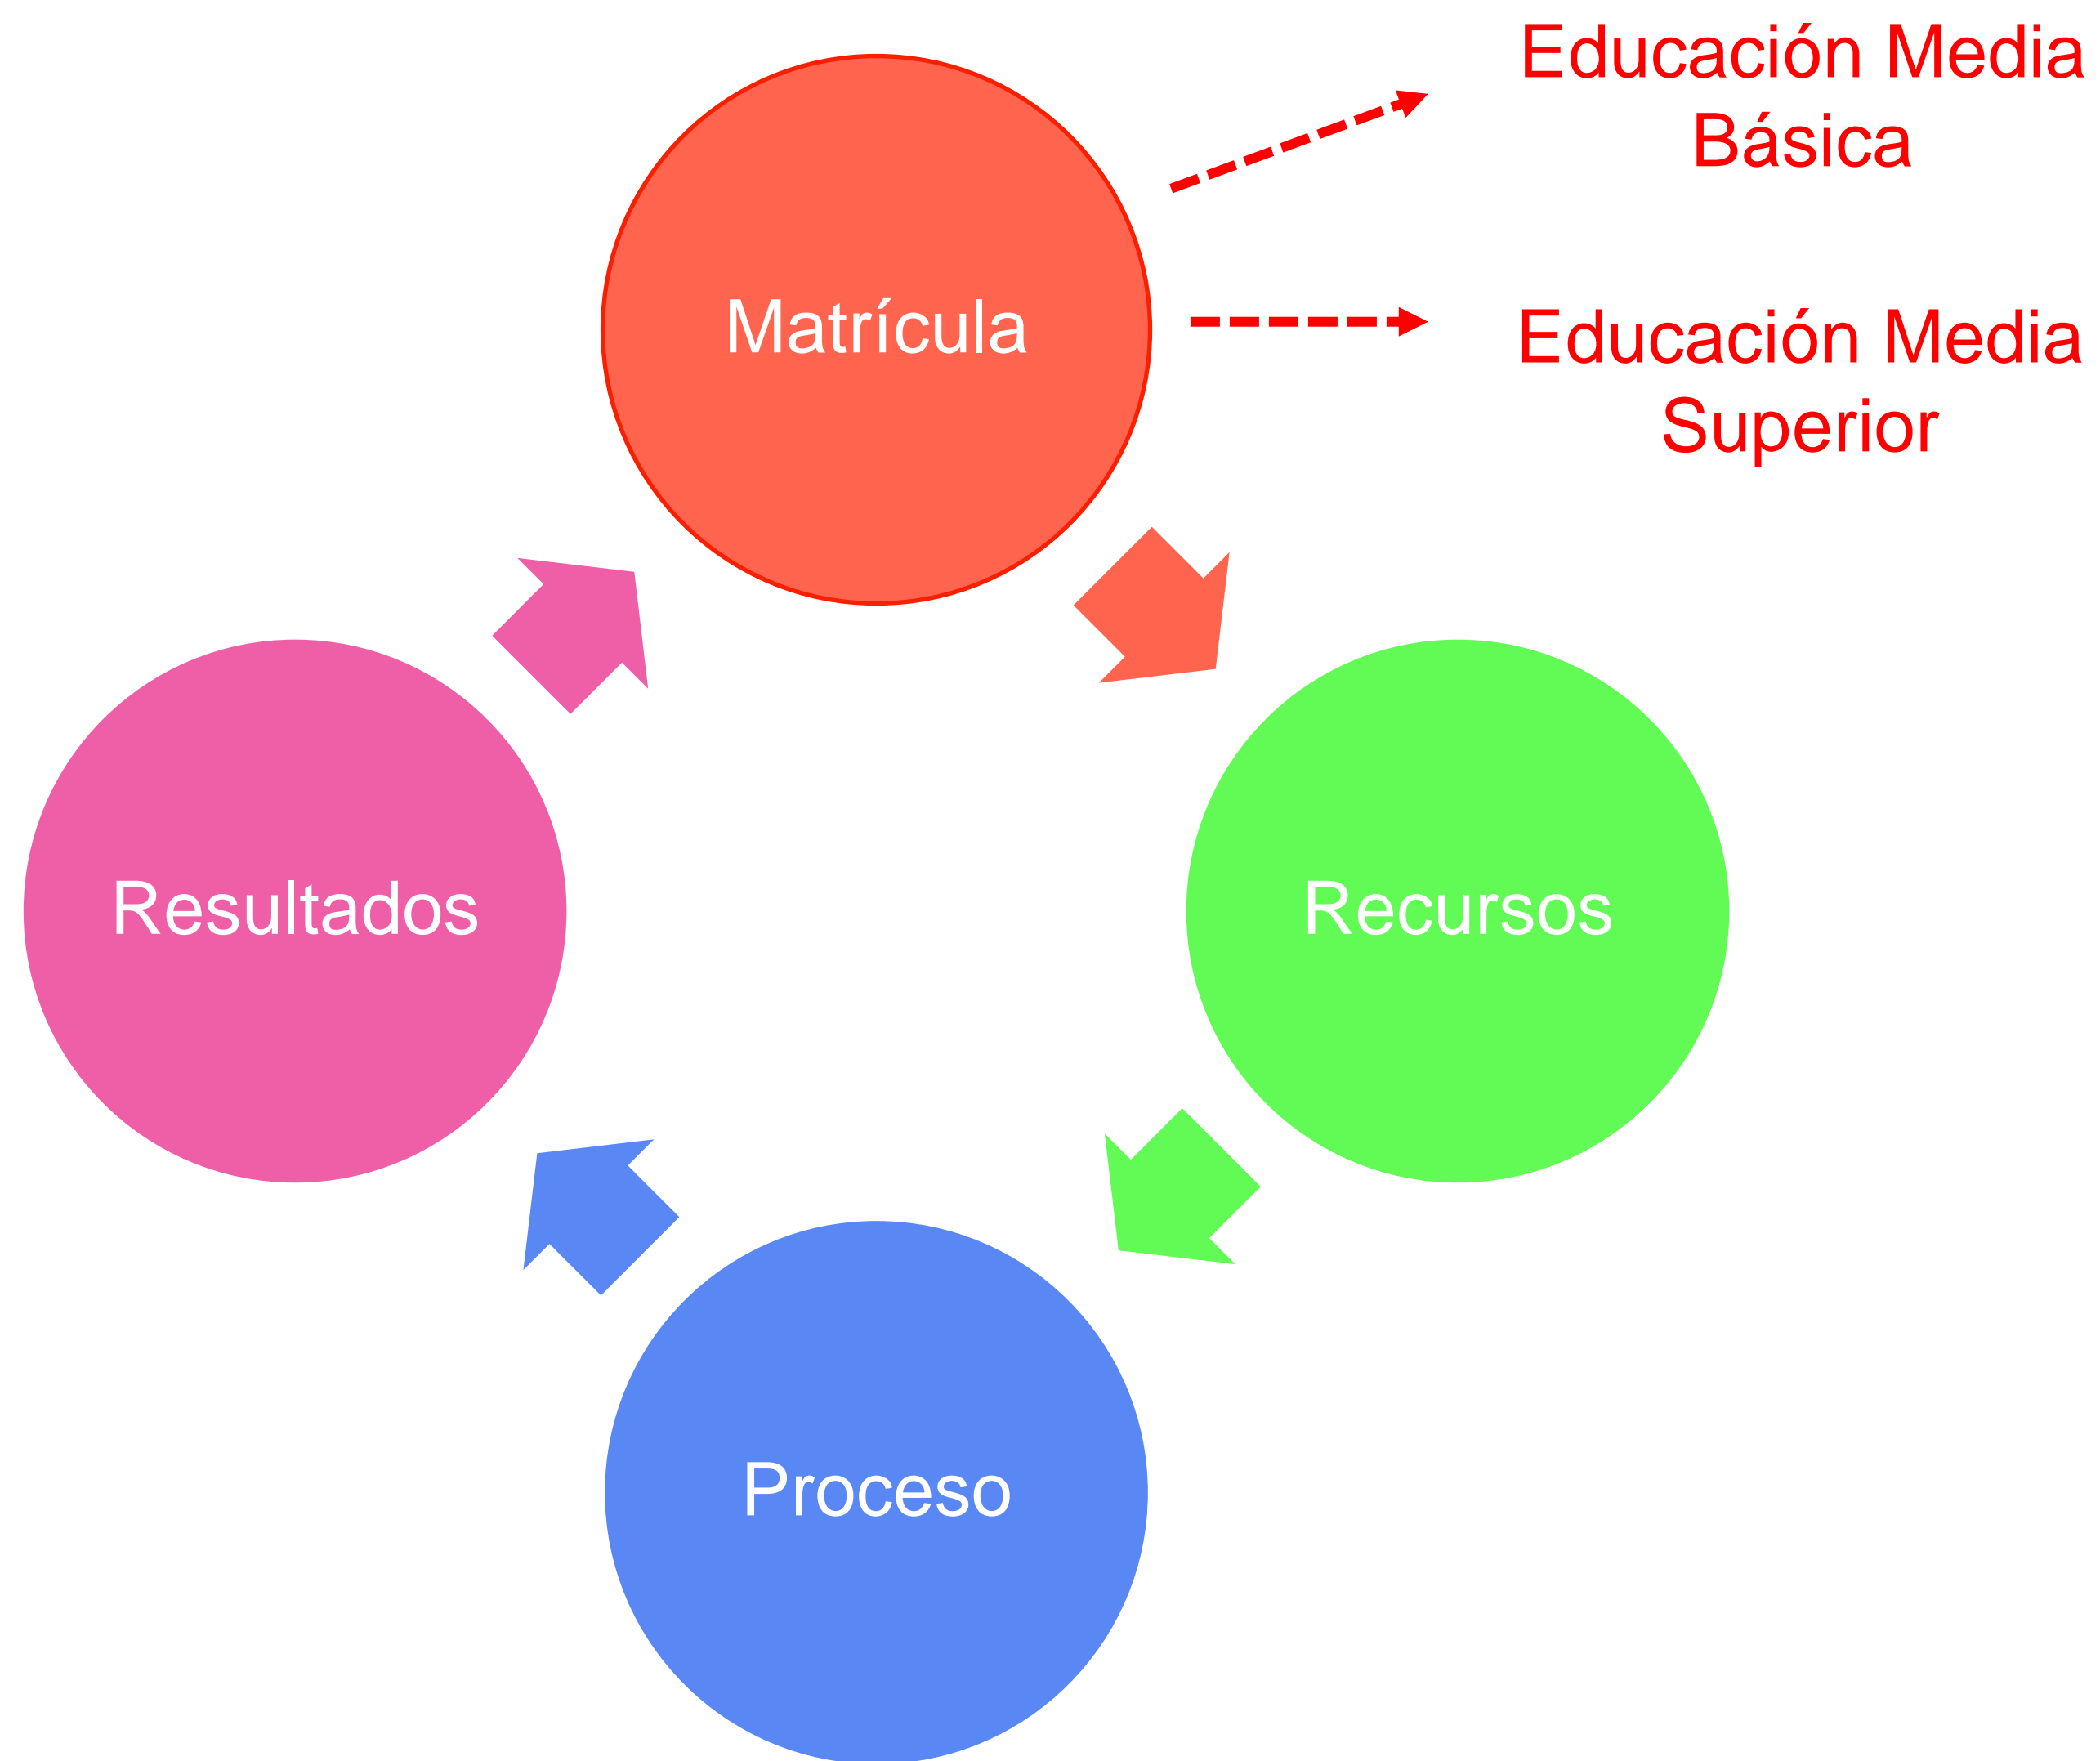 Educación Media
Básica
Matrícula
Educación Media
Superior
Resultados
Recursos
Proceso